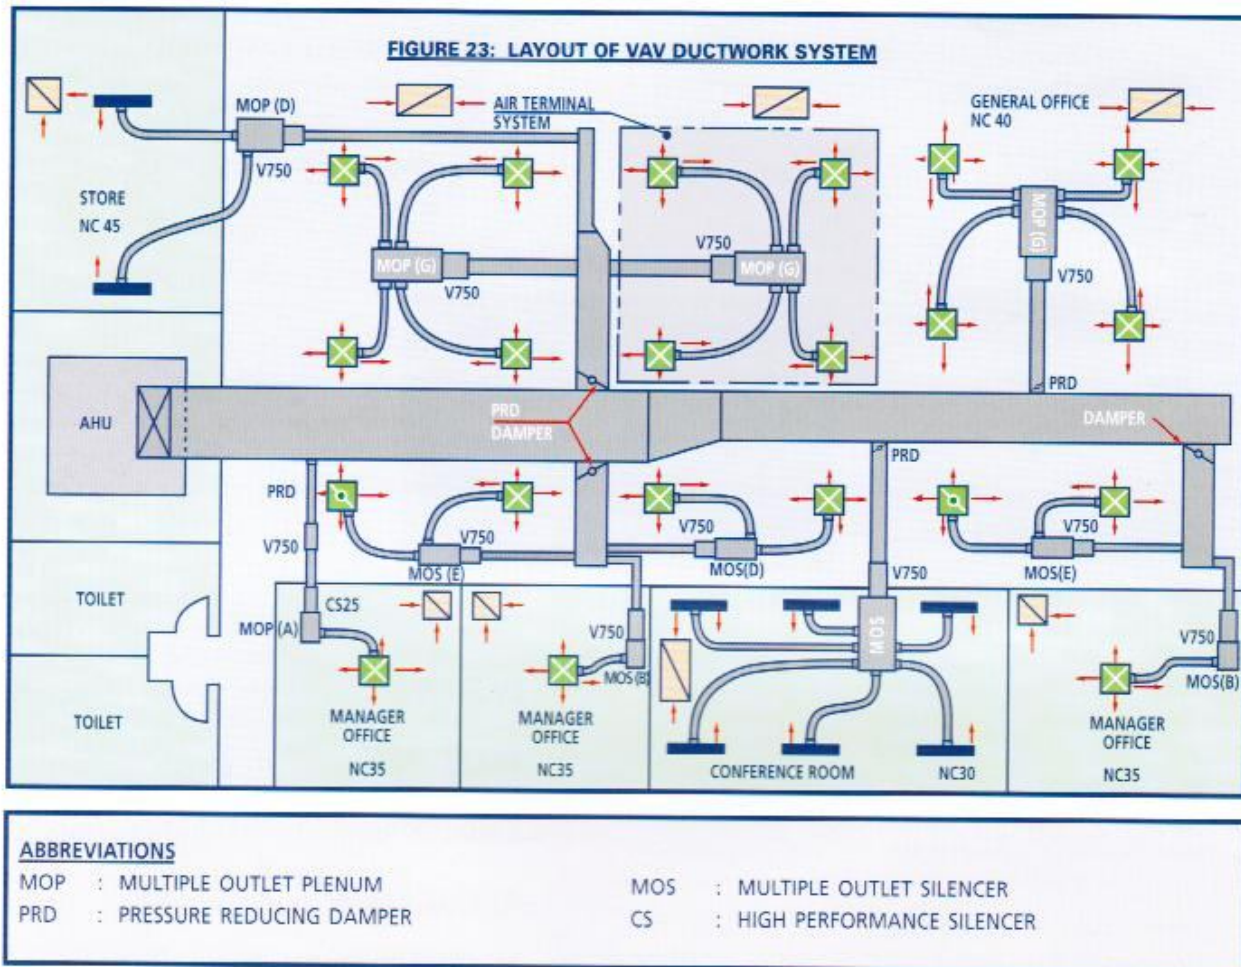 FIGURE 23: LAYOUT OF VAV DUCTWORK SYSTEM
MOP (D)
AIR TERMINAL
SYSTEM
GENERAL OFFICE
NC 40
V750
STORE
NC 45
MOP (G)
V750
V750
MOP (G)
MOP (G)
V750
AHU
PRD
DAMPER
PRD
DAMPER
PRD
PRD
V750
V750
V750
V750
MOS (E)
MOS(D)
V750
MOS(E)
TOILET
CS25
MOP (A)
V750
MOS(B)
MOS
V750
MOS(B)
TOILET
MANAGER
OFFICE
NC35
MANAGER
OFFICE
NC35
CONFERENCE ROOM
NC30
MANAGER
OFFICE
NC35
ABBREVIATIONS
MOP : MULTIPLE OUTLET PLENUM
PRD : PRESSURE REDUCING DAMPER
MOS : MULTIPLE OUTLET SILENCER
CS : HIGH PERFORMANCE SILENCER